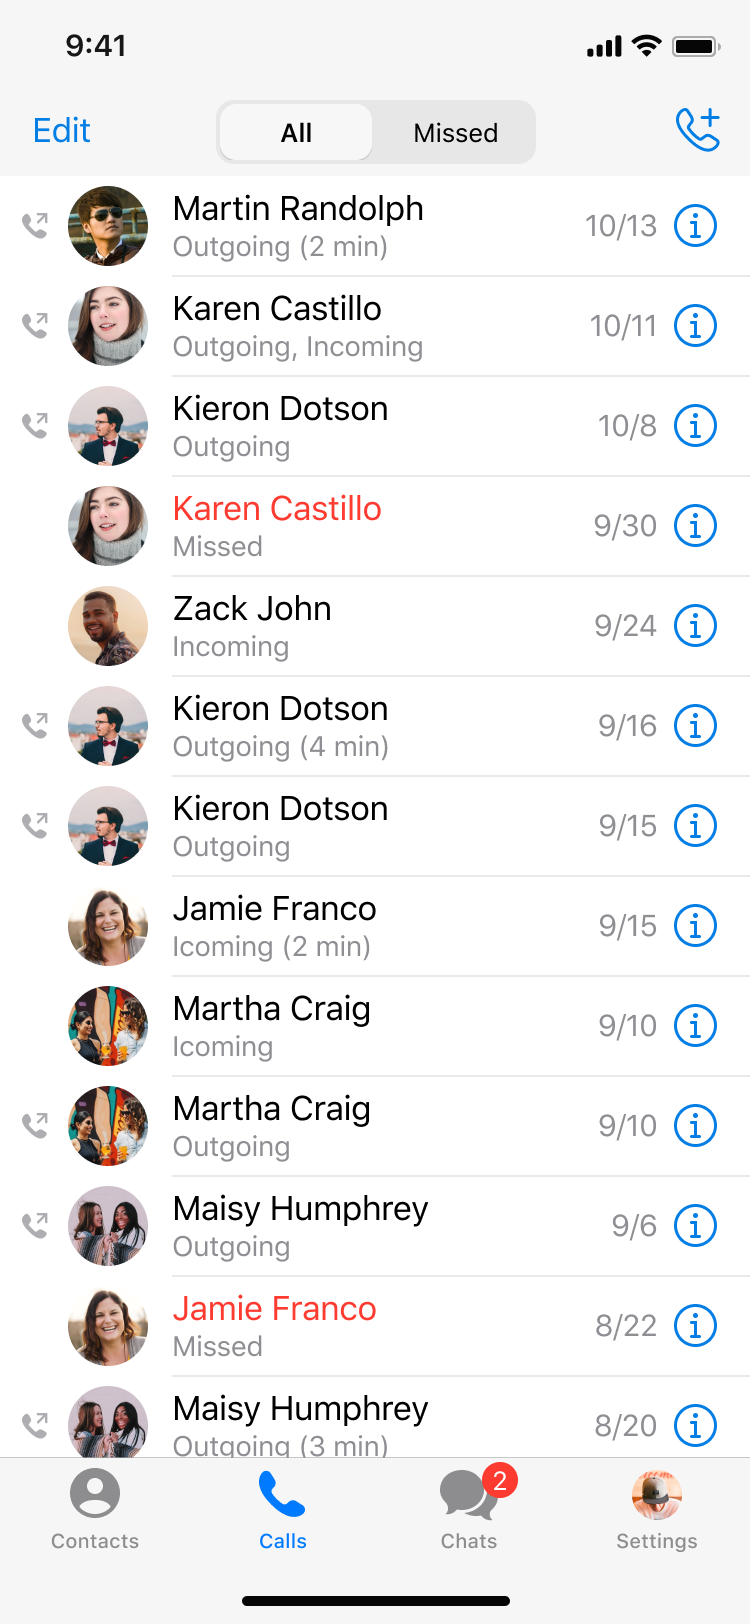 9:41
Edit
All
Missed
Martin Randolph
Outgoing (2 min)
10/13
Karen Castillo
Outgoing, Incoming
10/11
Kieron Dotson
Outgoing
10/8
Karen Castillo
Missed
9/30
Zack John
Incoming
9/24
Kieron Dotson
Outgoing (4 min)
9/16
Kieron Dotson
Outgoing
9/15
Jamie Franco
Icoming (2 min)
9/15
Martha Craig
Icoming
9/10
Martha Craig
Outgoing
9/10
Maisy Humphrey
Outgoing
9/6
Jamie Franco
Missed
8/22
Maisy Humphrey
Outgoing (3 min)
8/20
2
Contacts
Calls
Chats
Settings